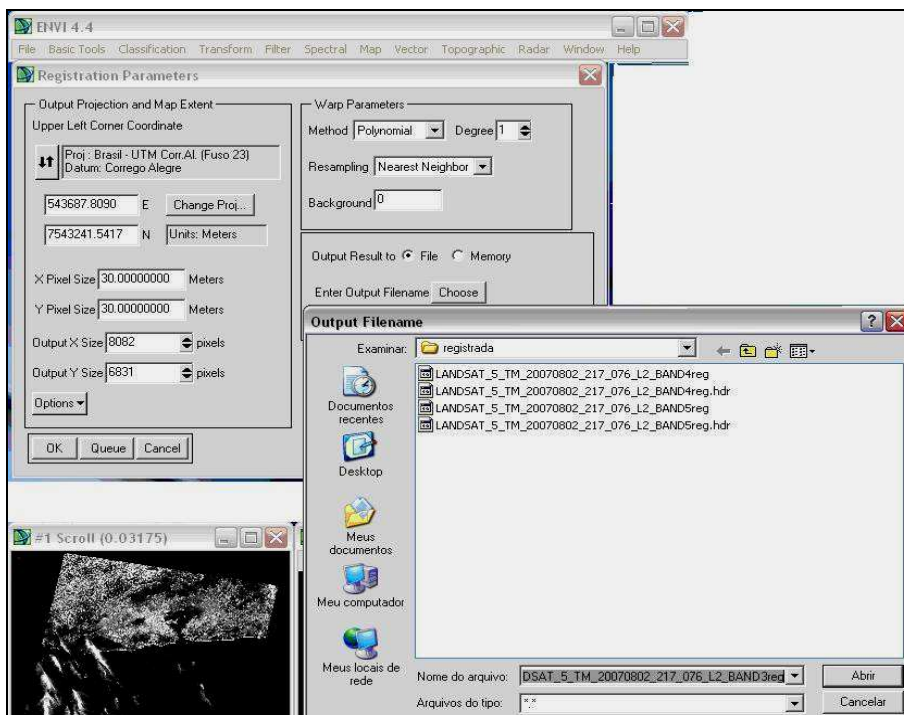 ENVI 4.4
File Basic Tools Classification Transform Filter Spectral Map Vector Topographic Radar Window Help
Registration Parameters
Output Projection and Map Extent
Upper Left Corner Coordinate
Proj : Brasil - UTM Corr.Al. (Fuso 23)
Datum: Corrego Alegre
543687.8090 E Change Proj...
7543241.5417 N Units: Meters
X Pixel Size 30.00000000 Meters
Y Pixel Size 30.00000000 Meters
Output X Size 8082 pixels
Output Y Size 6831 pixels
Options
OK Queue Cancel
Warp Parameters
Method Polynomial Degree 1
Resampling Nearest Neighbor
Background 0
Output Result to File Memory
Enter Output Filename Choose
Output Filename
Examinar: registrada
LANDSAT_5_TM_20070802_217_076_L2_BAND4reg
LANDSAT_5_TM_20070802_217_076_L2_BAND4reg.hdr
LANDSAT_5_TM_20070802_217_076_L2_BAND5reg
LANDSAT_5_TM_20070802_217_076_L2_BAND5reg.hdr
Documentos
recentes
Desktop
Meus
documentos
Meu computador
Meus locais de
rede
Nome do arquivo: DSAT_5_TM_20070802_217_076_L2_BAND3reg Abrir
Arquivos do tipo: *.* Cancelar
#1 Scroll (0.03175)